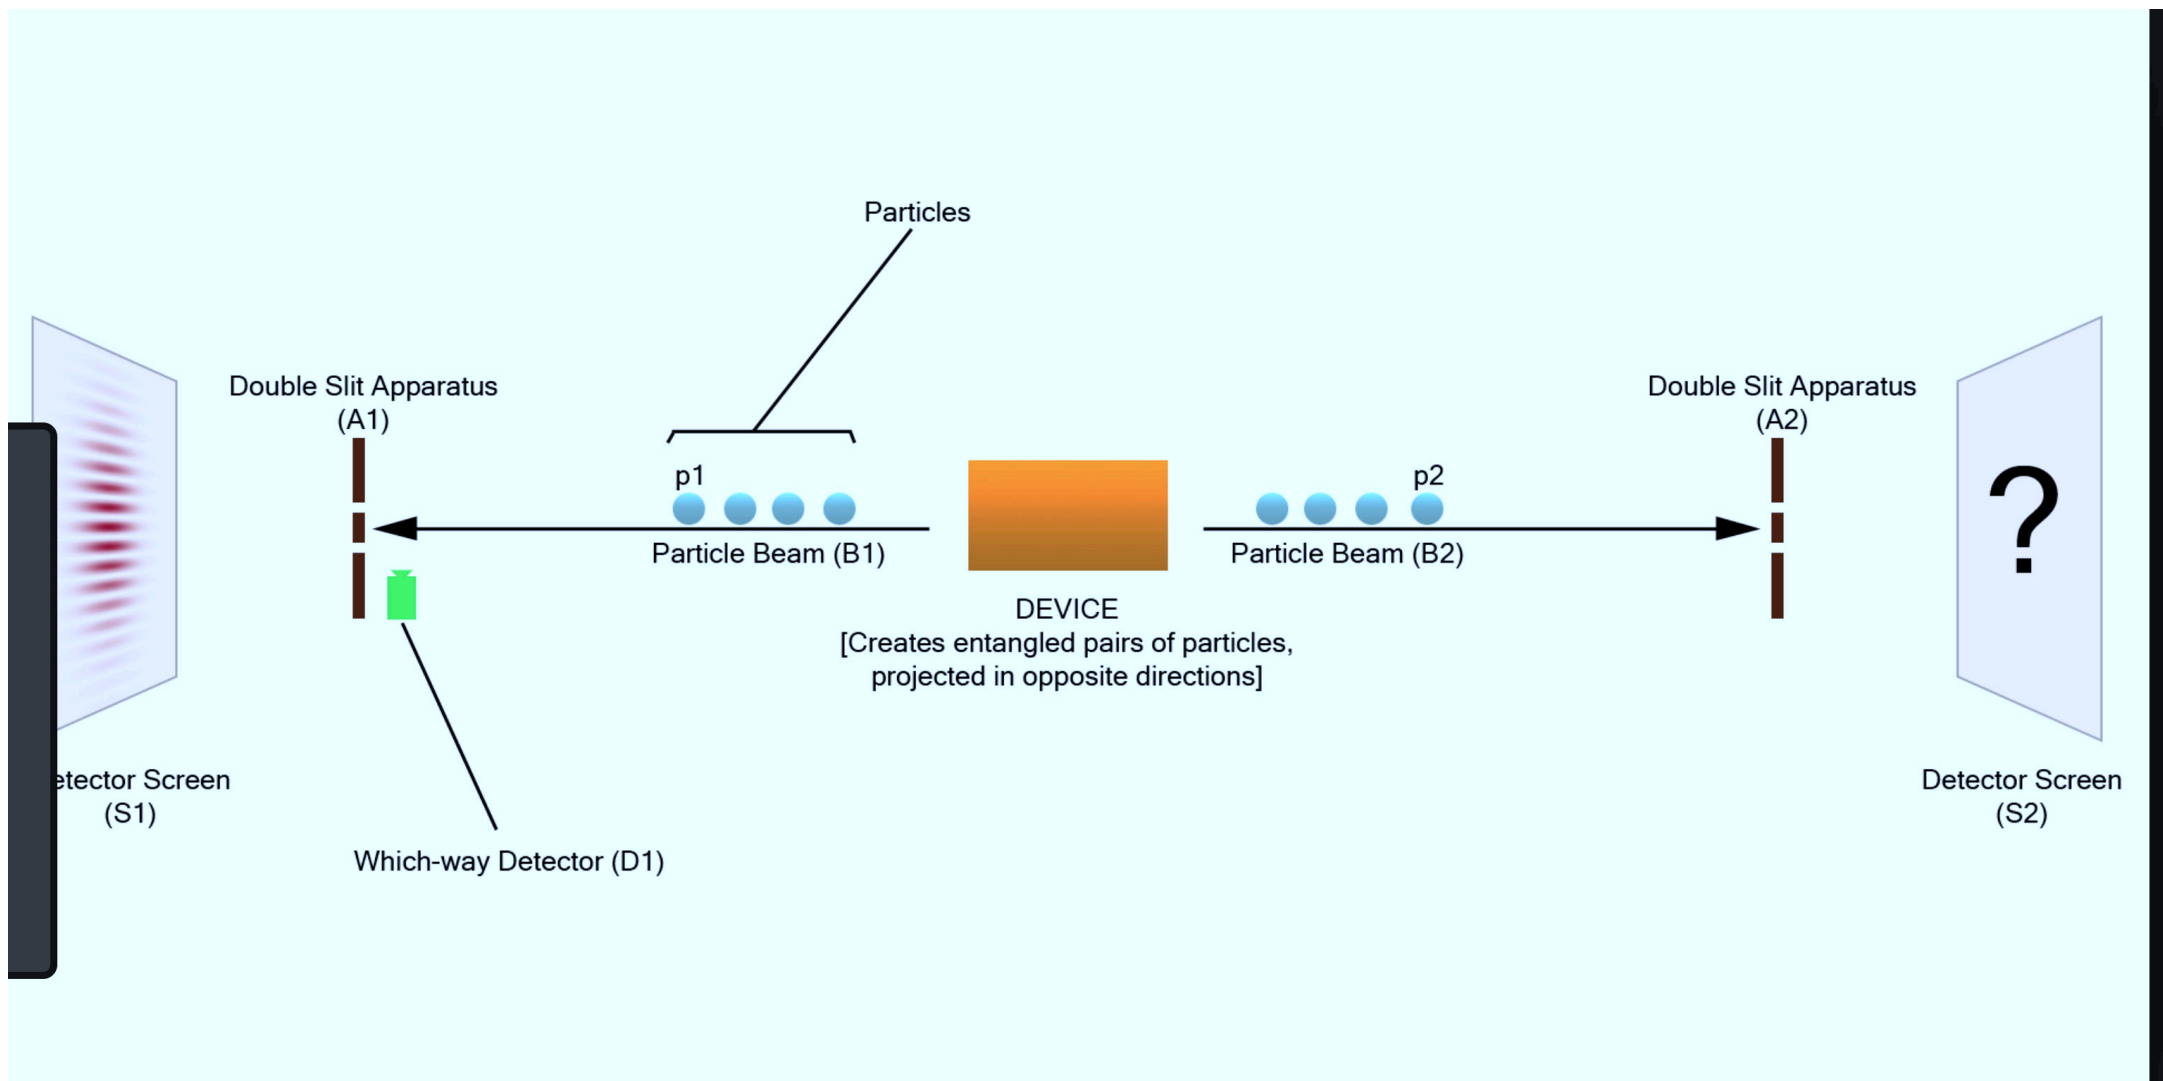 Particles
Double Slit Apparatus
(A1)
Double Slit Apparatus
(A2)
p1
p2
?
Particle Beam (B1)
Particle Beam (B2)
DEVICE
[Creates entangled pairs of particles,
projected in opposite directions]
etector Screen
(S1)
Detector Screen
(S2)
Which-way Detector (D1)